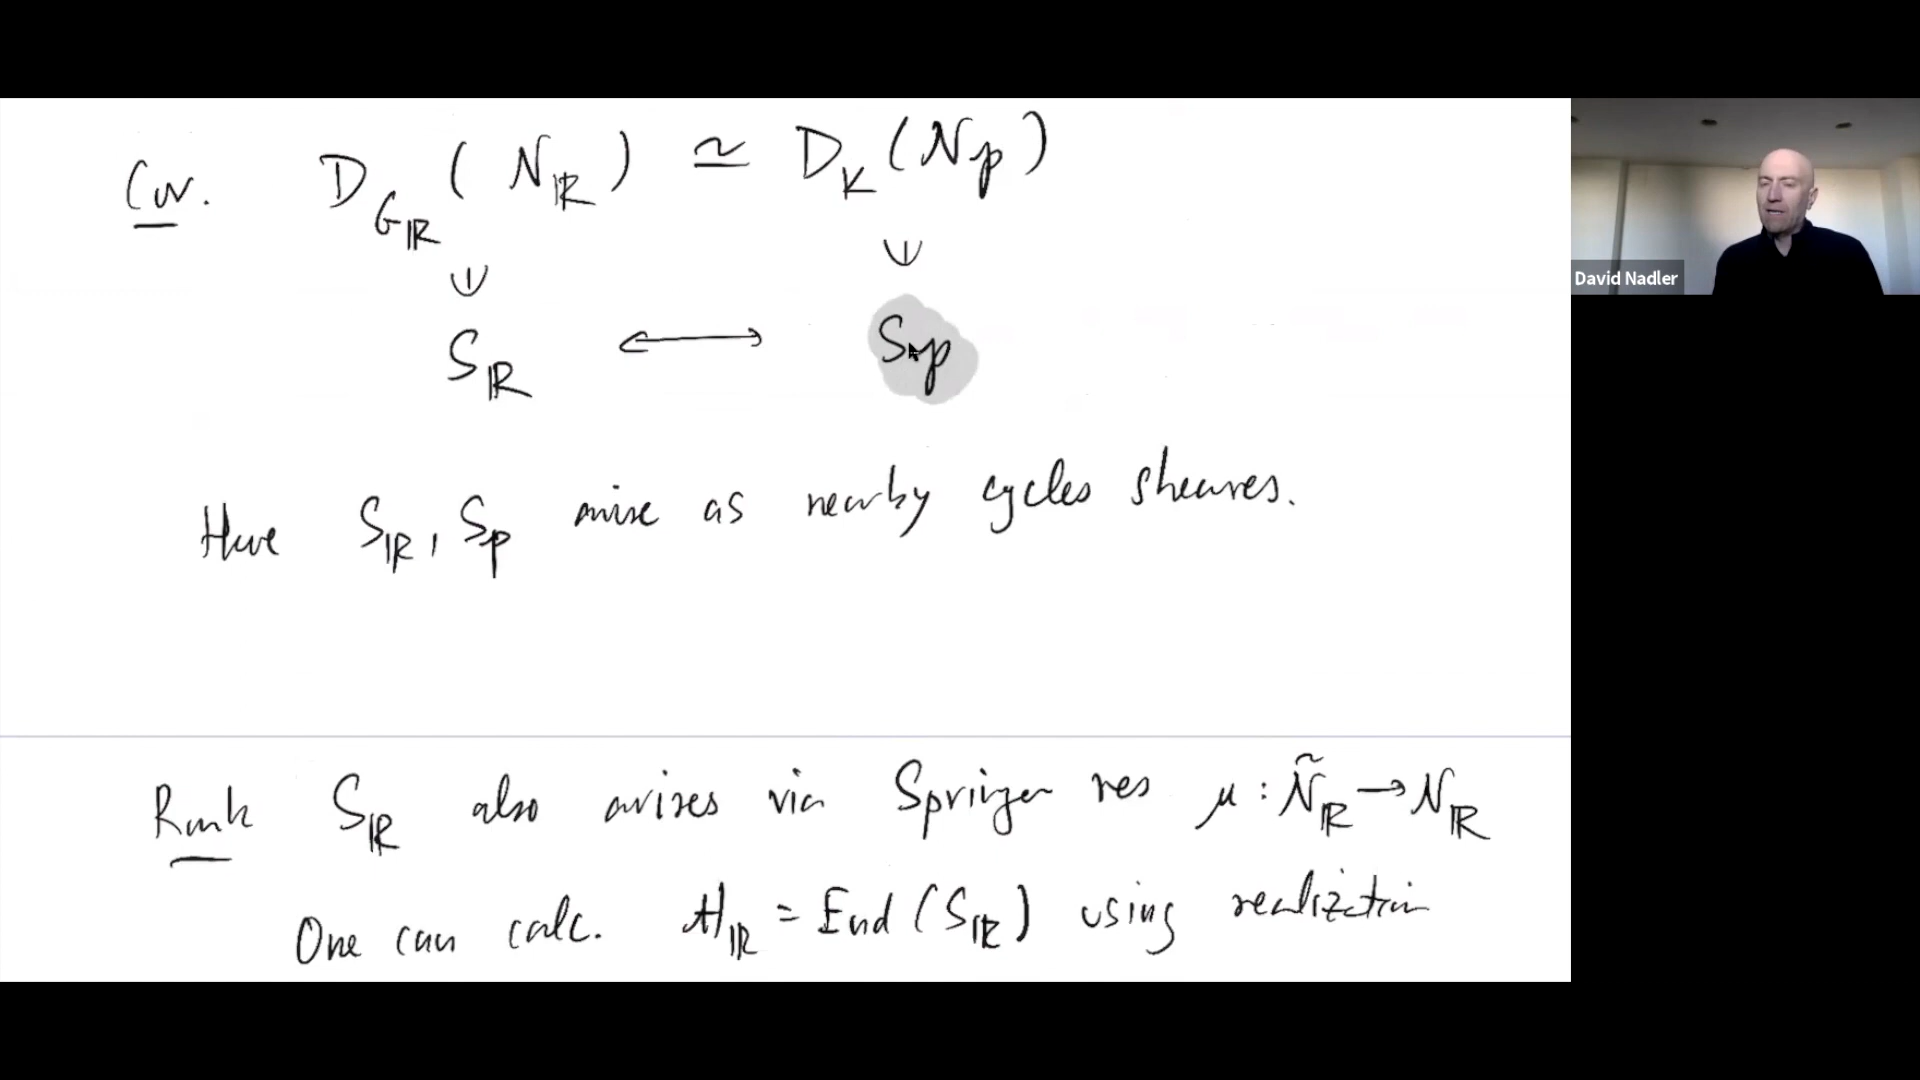 Cor. D_{G_ℝ} ( N_ℝ ) ≃ D_K ( N_𝔭 )
∪ ∪
S_ℝ ⟷ S_𝔭
Here S_ℝ, S_𝔭 arise as nearby cycles sheaves.
Rmk S_ℝ also arises via Springer res μ : Ñ_ℝ → N_ℝ
One can calc. H_ℝ = End ( S_ℝ ) using realization
David Nadler